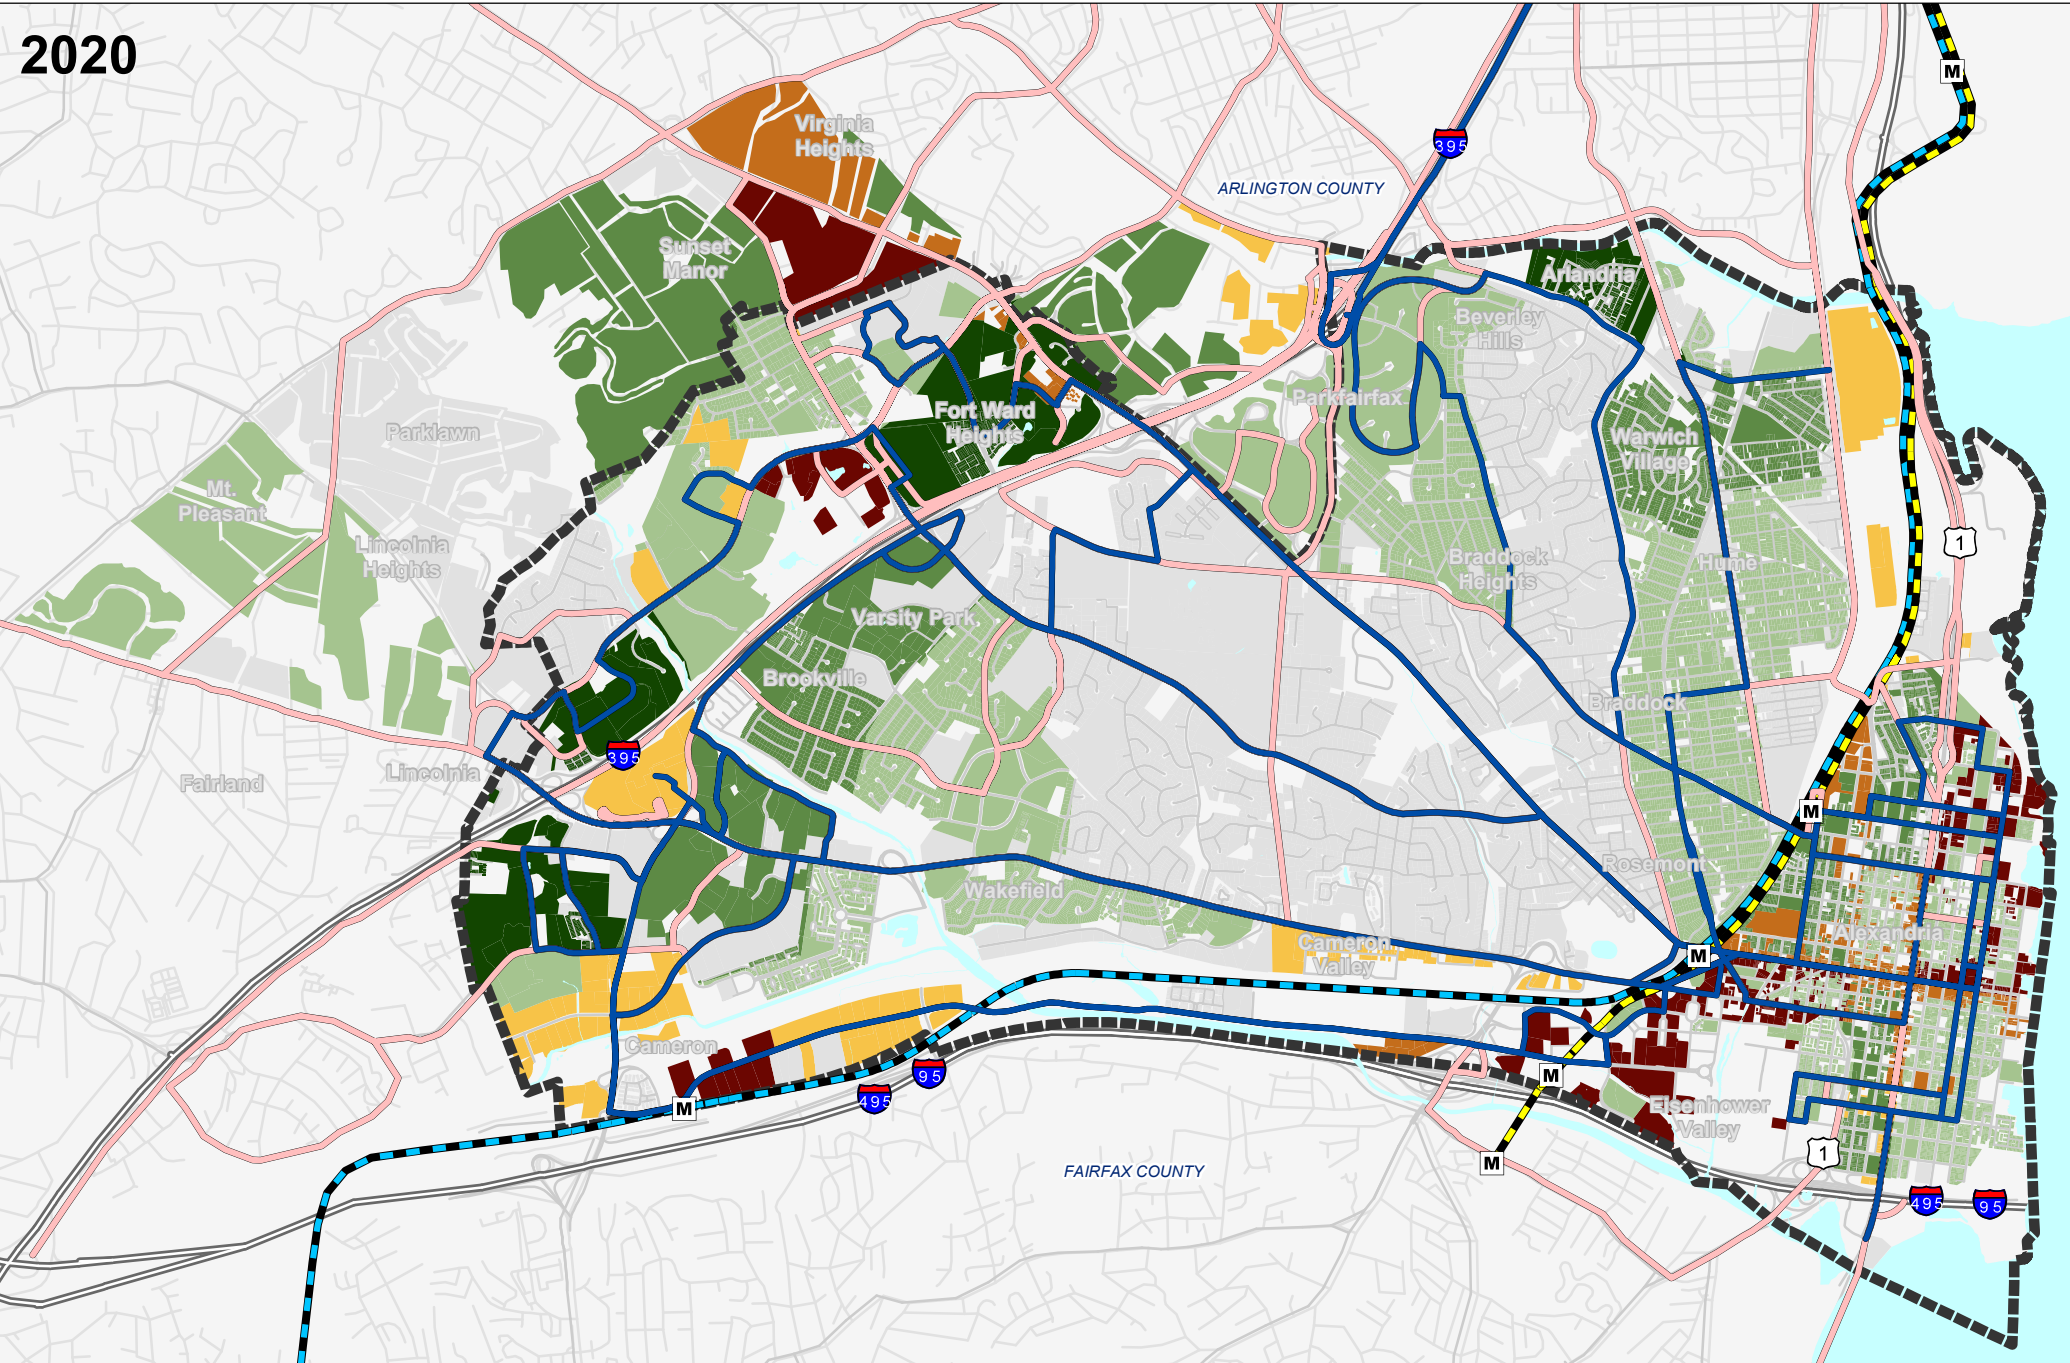 2020
M
Virginia
Heights
395
ARLINGTON COUNTY
Sunset
Manor
Arlandria
Beverley
Hills
Parkfairfax
Fort Ward
Heights
Parklawn
Warwich
Village
Mt.
Pleasant
Lincolnia
Heights
1
Braddock
Heights
Hume
Varsity Park
Brookville
Braddock
395
Lincolnia
Fairland
M
Rosemont
Wakefield
Alexandria
Cameron
Valley
M
Cameron
95
M
495
M
Eisenhower
Valley
1
M
FAIRFAX COUNTY
495
95